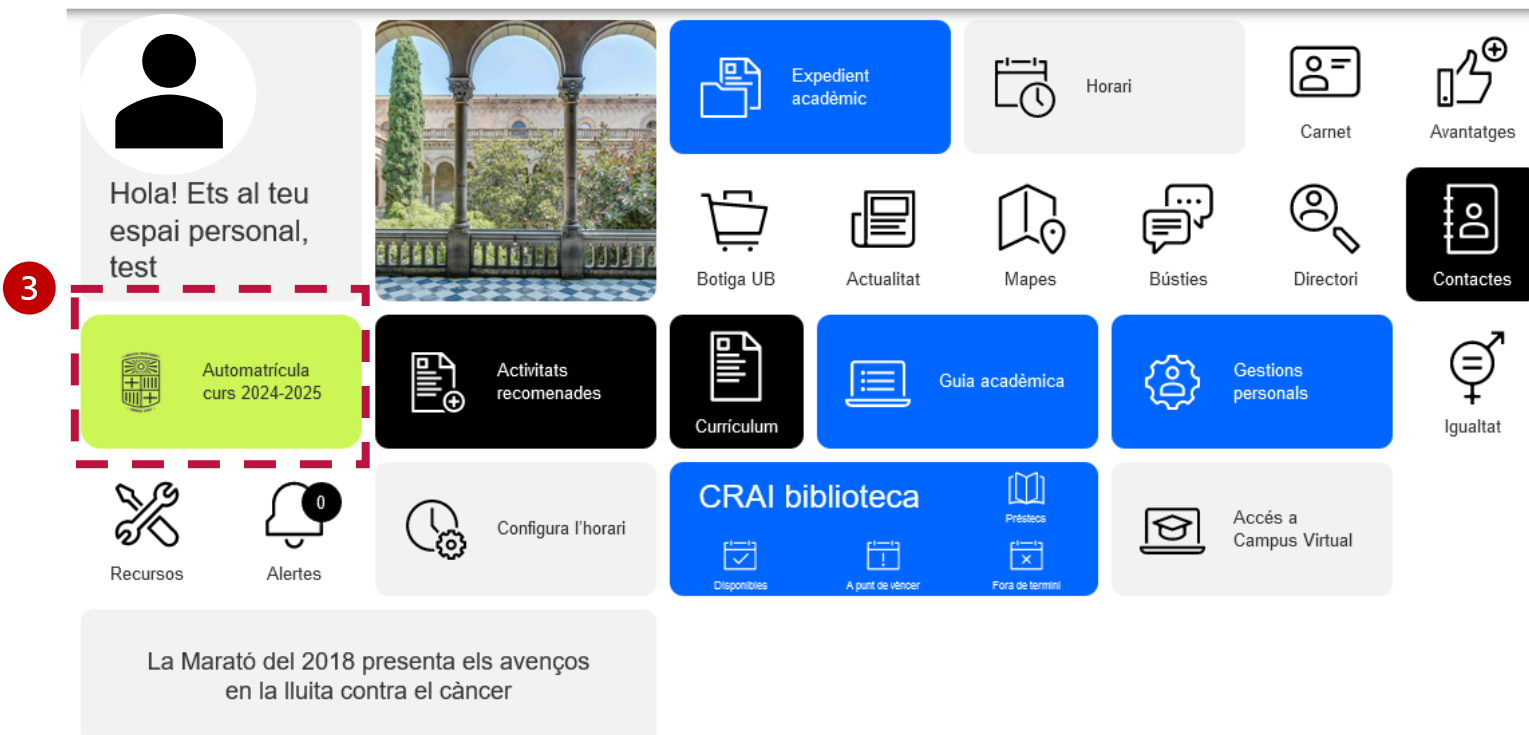 Hola! Ets al teu
espai personal,
test
Expedient
acadèmic
Horari
Carnet
Avantatges
Botiga UB
Actualitat
Mapes
Bústies
Directori
Contactes
3
Automatrícula
curs 2024-2025
Activitats
recomenades
Currículum
Guia acadèmica
Gestions
personals
Igualtat
Recursos
0
Alertes
Configura l'horari
CRAI biblioteca
Préstecs
Disponibles
A punt de vèncer
Fora de termini
Accés a
Campus Virtual
La Marató del 2018 presenta els avenços
en la lluita contra el càncer